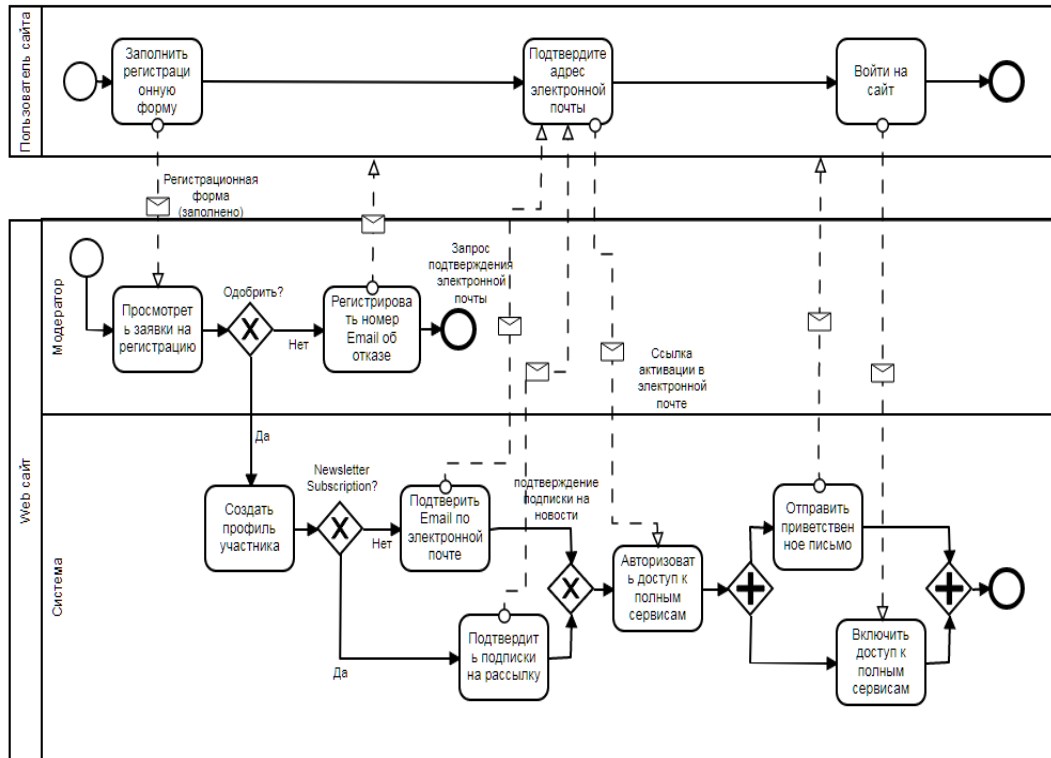 Пользователь сайта
Заполнить
регистраци
онную
форму
Подтвердите
адрес
электронной
почты
Войти на
сайт
Регистрационная
форма
(заполнено)
Web сайт
Модератор
Просмотрет
ь заявки на
регистрацию
Одобрить?
Нет
Да
Регистрирова
ть номер
Email об
отказе
Запрос
подтверждения
электронной
почты
Ссылка
активации в
электронной
почте
Система
Создать
профиль
участника
Newsletter
Subscription?
Нет
Да
Подтверить
Email по
электронной
почте
Подтвердит
ь подписки
на рассылку
подтверждение
подписки на
новости
Авторизоват
ь доступ к
полным
сервисам
Отправить
приветствен
ное письмо
Включить
доступ к
полным
сервисам